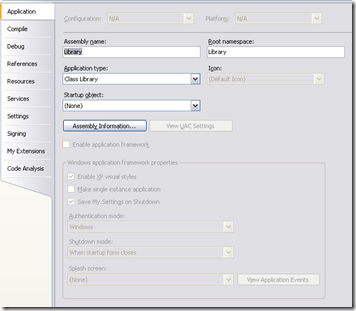 Application
Compile
Debug
References
Resources
Services
Settings
Signing
My Extensions
Code Analysis
Configuration: N/A Platform: N/A
Assembly name: Root namespace:
Library Library
Application type: Icon:
Class Library (Default Icon)
Startup object:
(None)
Assembly Information... View UAC Settings
Enable application framework
Windows application framework properties
Enable XP visual styles
Make single instance application
Save My.Settings on Shutdown
Authentication mode:
Windows
Shutdown mode:
When startup form closes
Splash screen:
(None) View Application Events